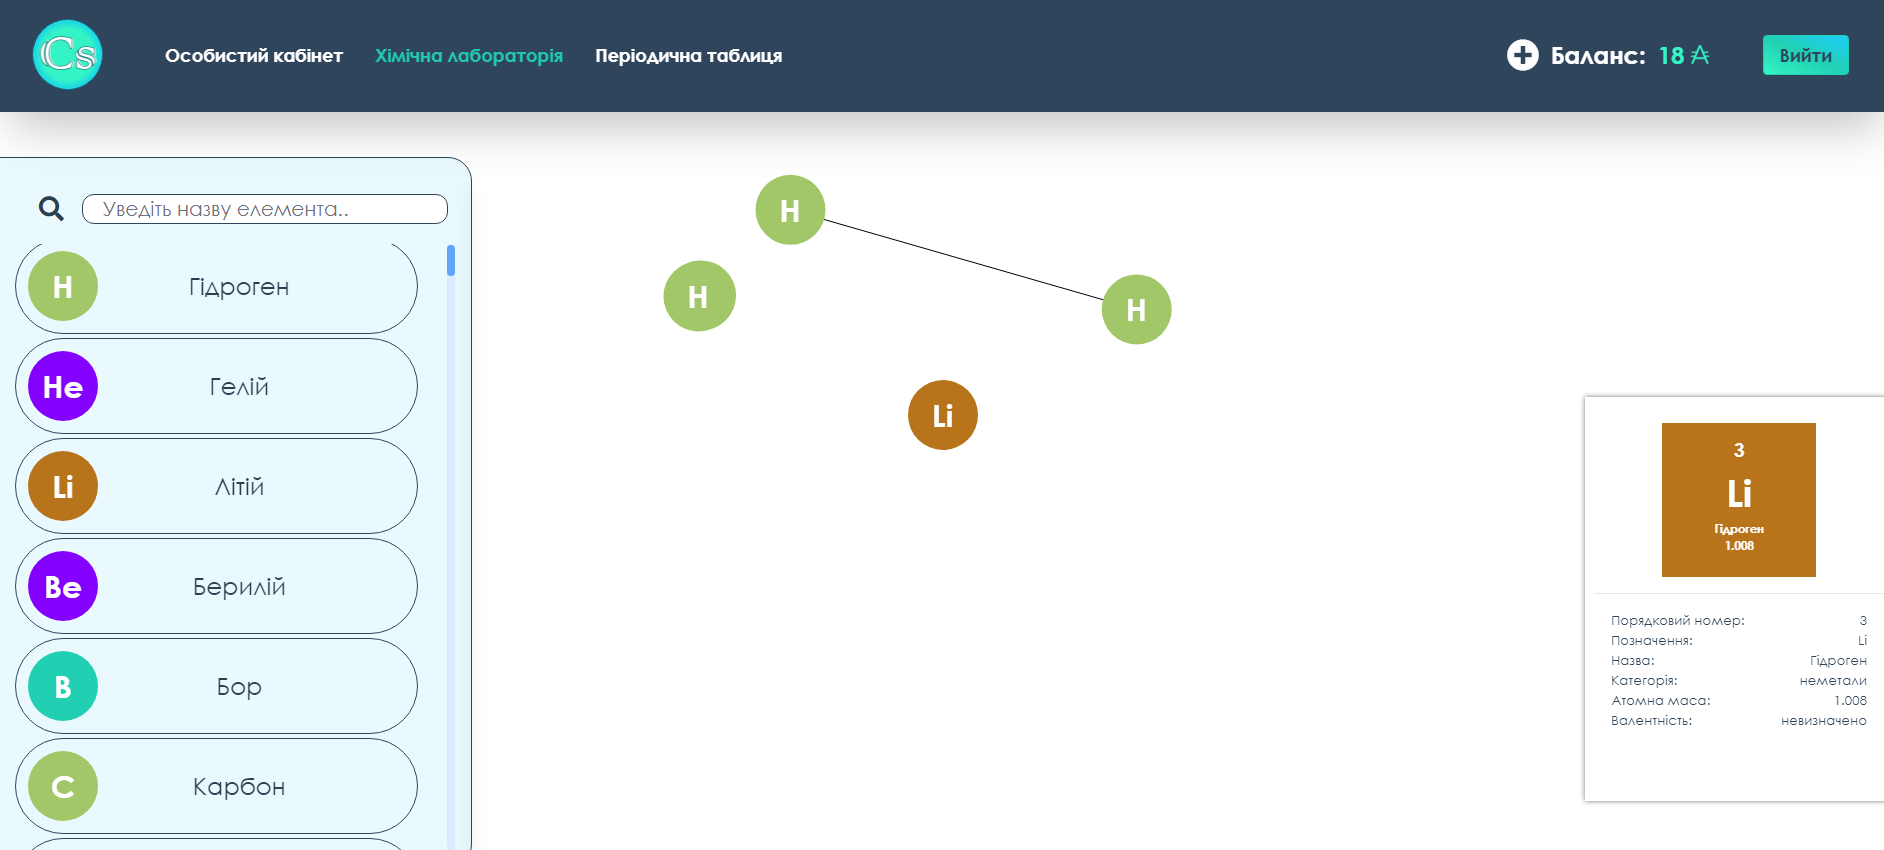 Cs
Особистий кабінет
Хімічна лабораторія
Періодична таблиця
Баланс: 18
Вийти
Уведіть назву елемента..
H Гідроген
He Гелій
Li Літій
Be Берилій
B Бор
C Карбон
H
H
H
Li
3
Li
Гідроген
1.008
Порядковий номер: 3
Позначення: Li
Назва: Гідроген
Категорія: неметали
Атомна маса: 1.008
Валентність: невизначено